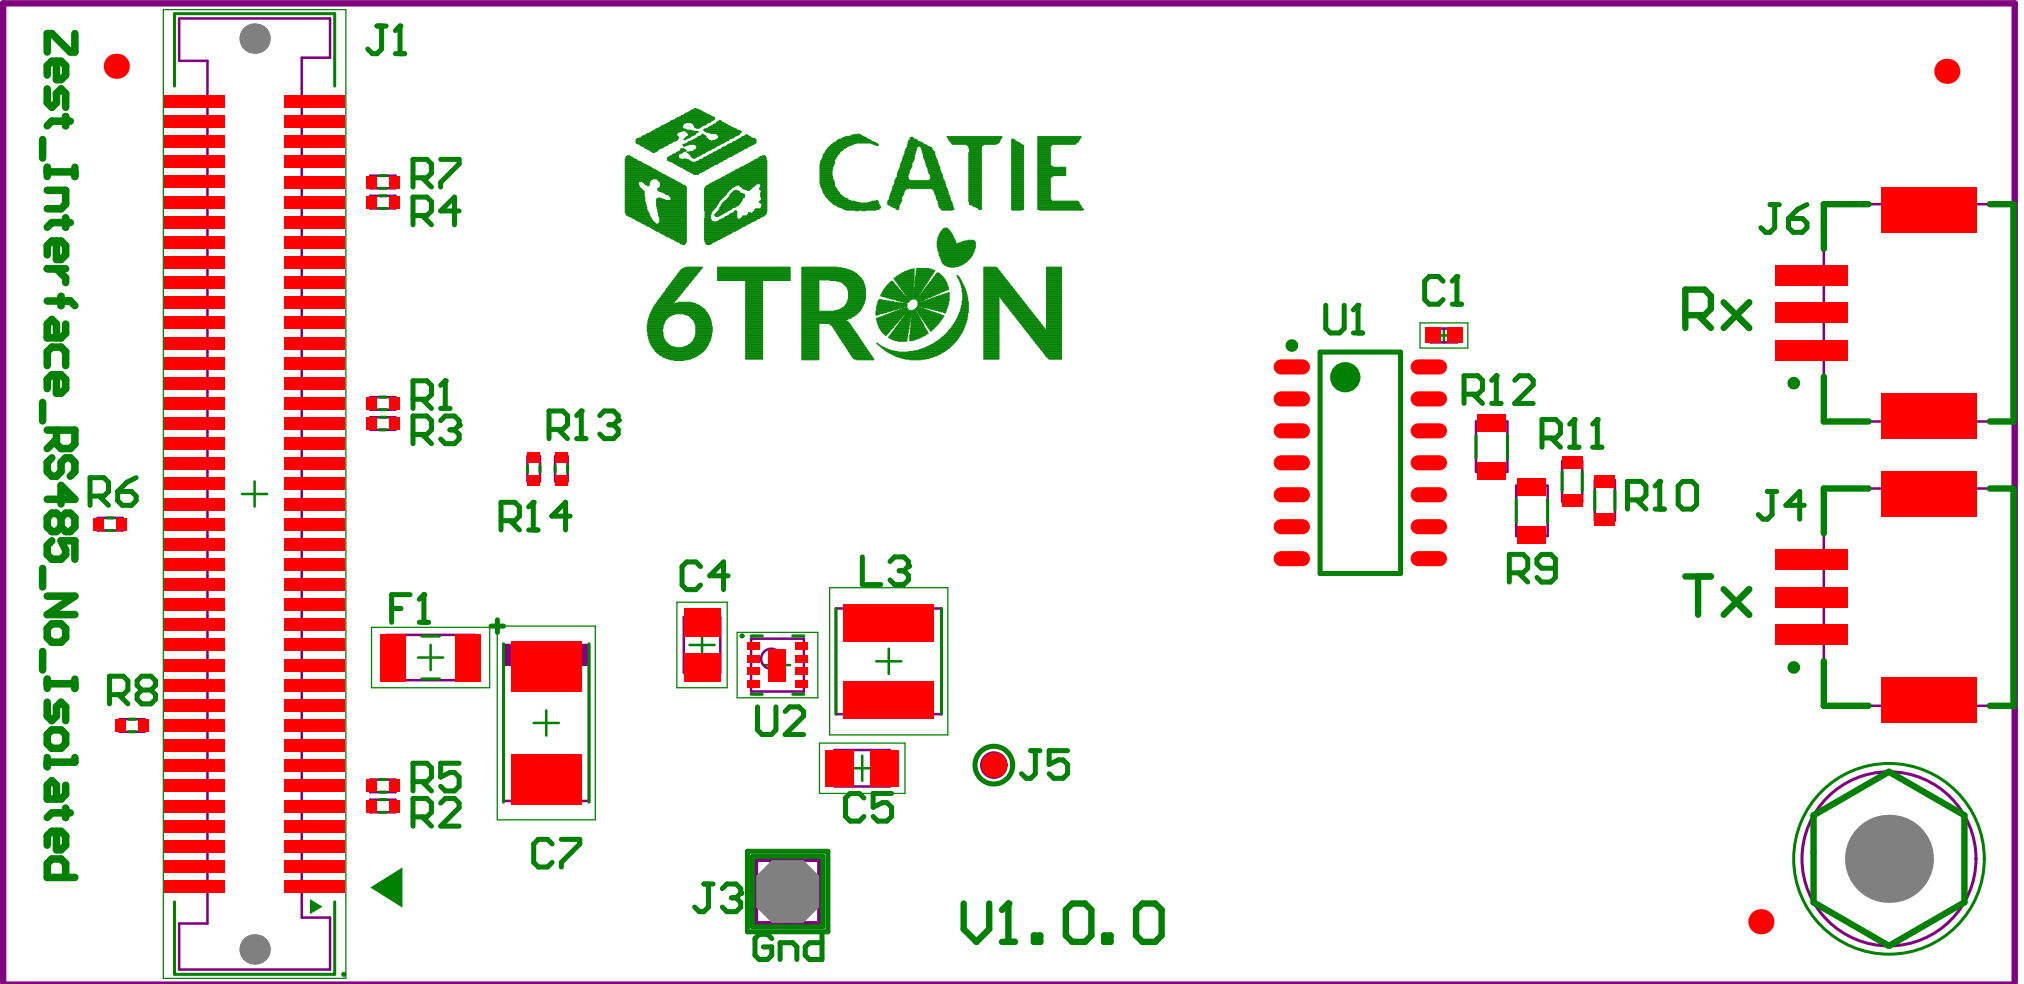 Zest_Interface_RS485_No_Isolated
J1
R7
R4
R1
R3
R13
R14
R6
R8
F1
+
R5
R2
C7
CATIE
6TRON
C4
L3
U2
C5
J5
J3
Gnd
V1.0.0
U1
C1
R12
R11
R10
R9
J6
Rx
J4
Tx